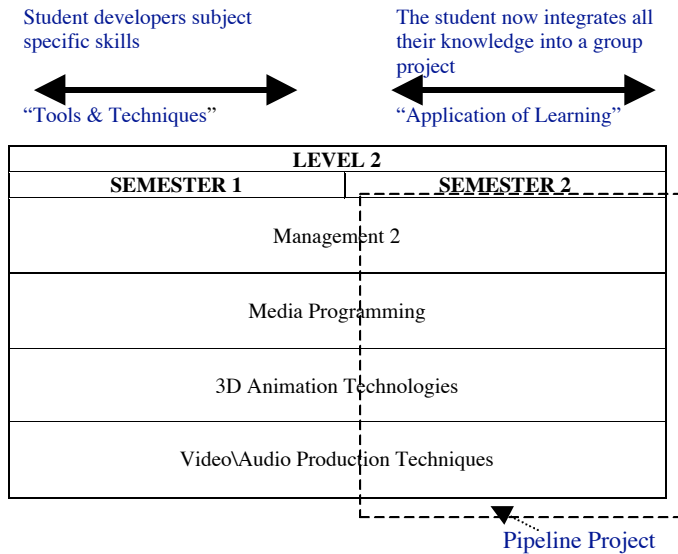 Student developers subject
specific skills
“Tools & Techniques”
The student now integrates all
their knowledge into a group
project
“Application of Learning”
LEVEL 2
SEMESTER 1
SEMESTER 2
Management 2
Media Programming
3D Animation Technologies
Video\Audio Production Techniques
Pipeline Project